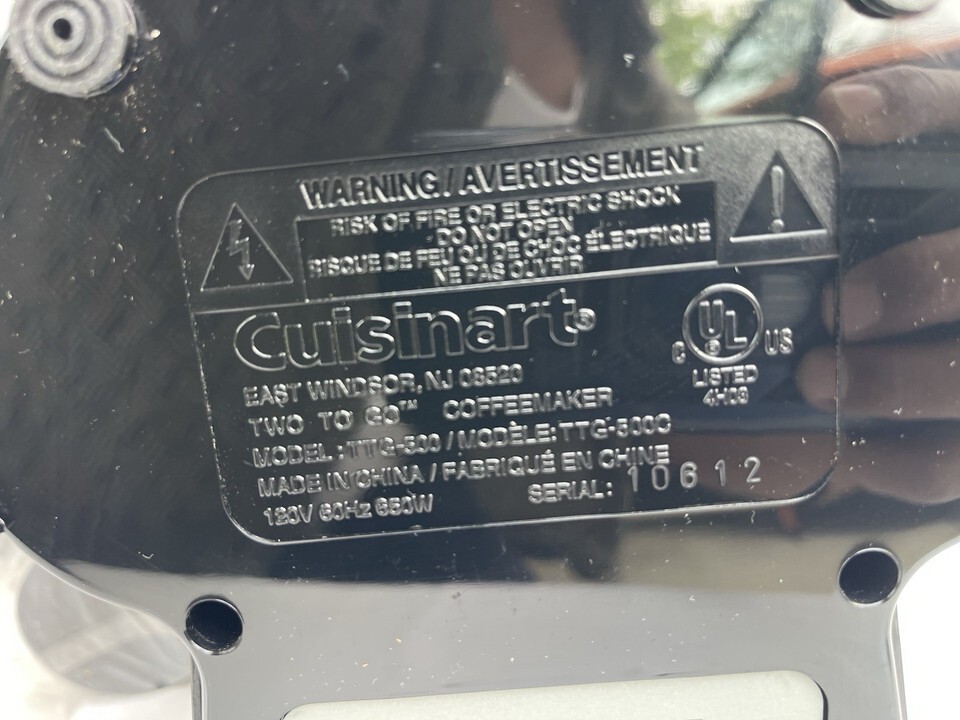 WARNING / AVERTISSEMENT
RISK OF FIRE OR ELECTRIC SHOCK
DO NOT OPEN
RISQUE DE FEU OU DE CHOC ÉLECTRIQUE
NE PAS OUVRIR
Cuisinart®
EAST WINDSOR, NJ 08520
TWO TO GO™ COFFEEMAKER
MODEL: TTG-500 / MODÈLE: TTG-500C
MADE IN CHINA / FABRIQUÉ EN CHINE
120V 60Hz 650W SERIAL: 10612
C UL® US
LISTED
4H03